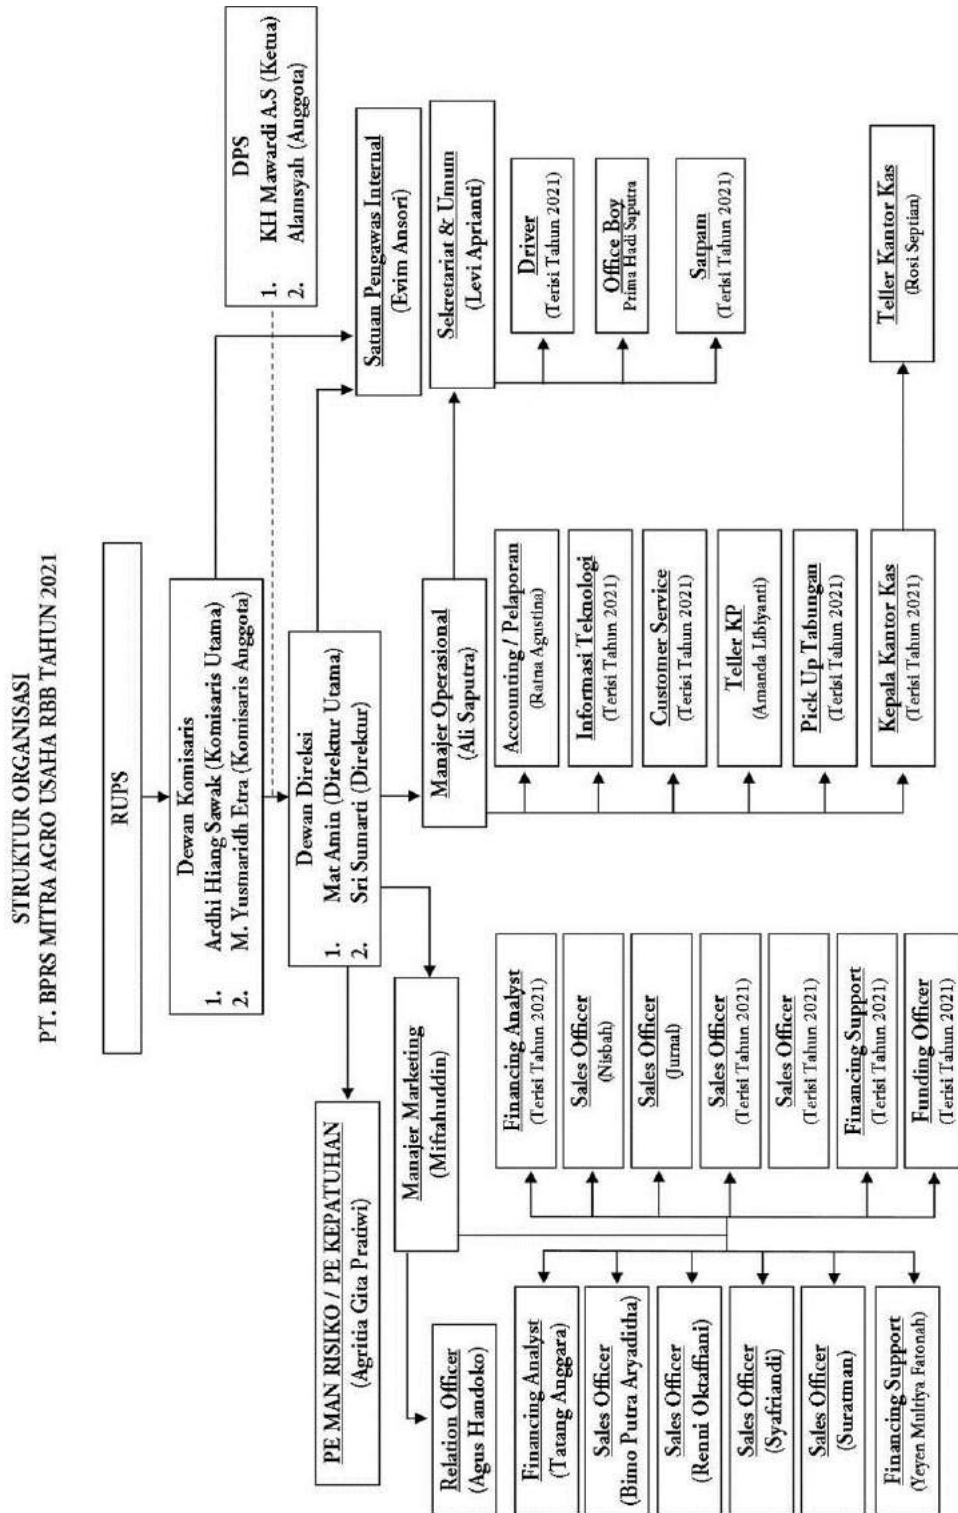 STRUKTUR ORGANISASI
PT. BPRS MITRA AGRO USAHA RBB TAHUN 2021
RUPS
DPS
1. KH Mawardi A.S (Ketua)
2. Alamsyah (Anggota)
Dewan Komisaris
1. Ardhi Hiang Sawak (Komisaris Utama)
2. M. Yusmaridh Etra (Komisaris Anggota)
Dewan Direksi
1. Mat Amin (Direktur Utama)
2. Sri Sumarti (Direktur)
Satuan Pengawas Internal
(Evim Ansori)
PE MAN RISIKO / PE KEPATUHAN
(Agritia Gita Pratiwi)
Manajer Marketing
(Miftahuddin)
Manajer Operasional
(Ali Saputra)
Sekretariat & Umum
(Levi Aprianti)
Relation Officer
(Agus Handoko)
Financing Analyst
(Tatang Anggara)
Sales Officer
(Bimo Putra Aryaditha)
Sales Officer
(Renni Oktaffiani)
Sales Officer
(Syafriandi)
Sales Officer
(Suratman)
Financing Support
(Yeyen Multiya Fatonah)
Financing Analyst
(Terisi Tahun 2021)
Sales Officer
(Nisbah)
Sales Officer
(Jurnal)
Sales Officer
(Terisi Tahun 2021)
Sales Officer
(Terisi Tahun 2021)
Financing Support
(Terisi Tahun 2021)
Funding Officer
(Terisi Tahun 2021)
Accounting / Pelaporan
(Ratna Agustina)
Informasi Teknologi
(Terisi Tahun 2021)
Customer Service
(Terisi Tahun 2021)
Teller KP
(Amanda Libiyanti)
Pick Up Tabungan
(Terisi Tahun 2021)
Kepala Kantor Kas
(Terisi Tahun 2021)
Driver
(Terisi Tahun 2021)
Office Boy
Prima Hadi Saputra
Satpam
(Terisi Tahun 2021)
Teller Kantor Kas
(Rosi Septian)